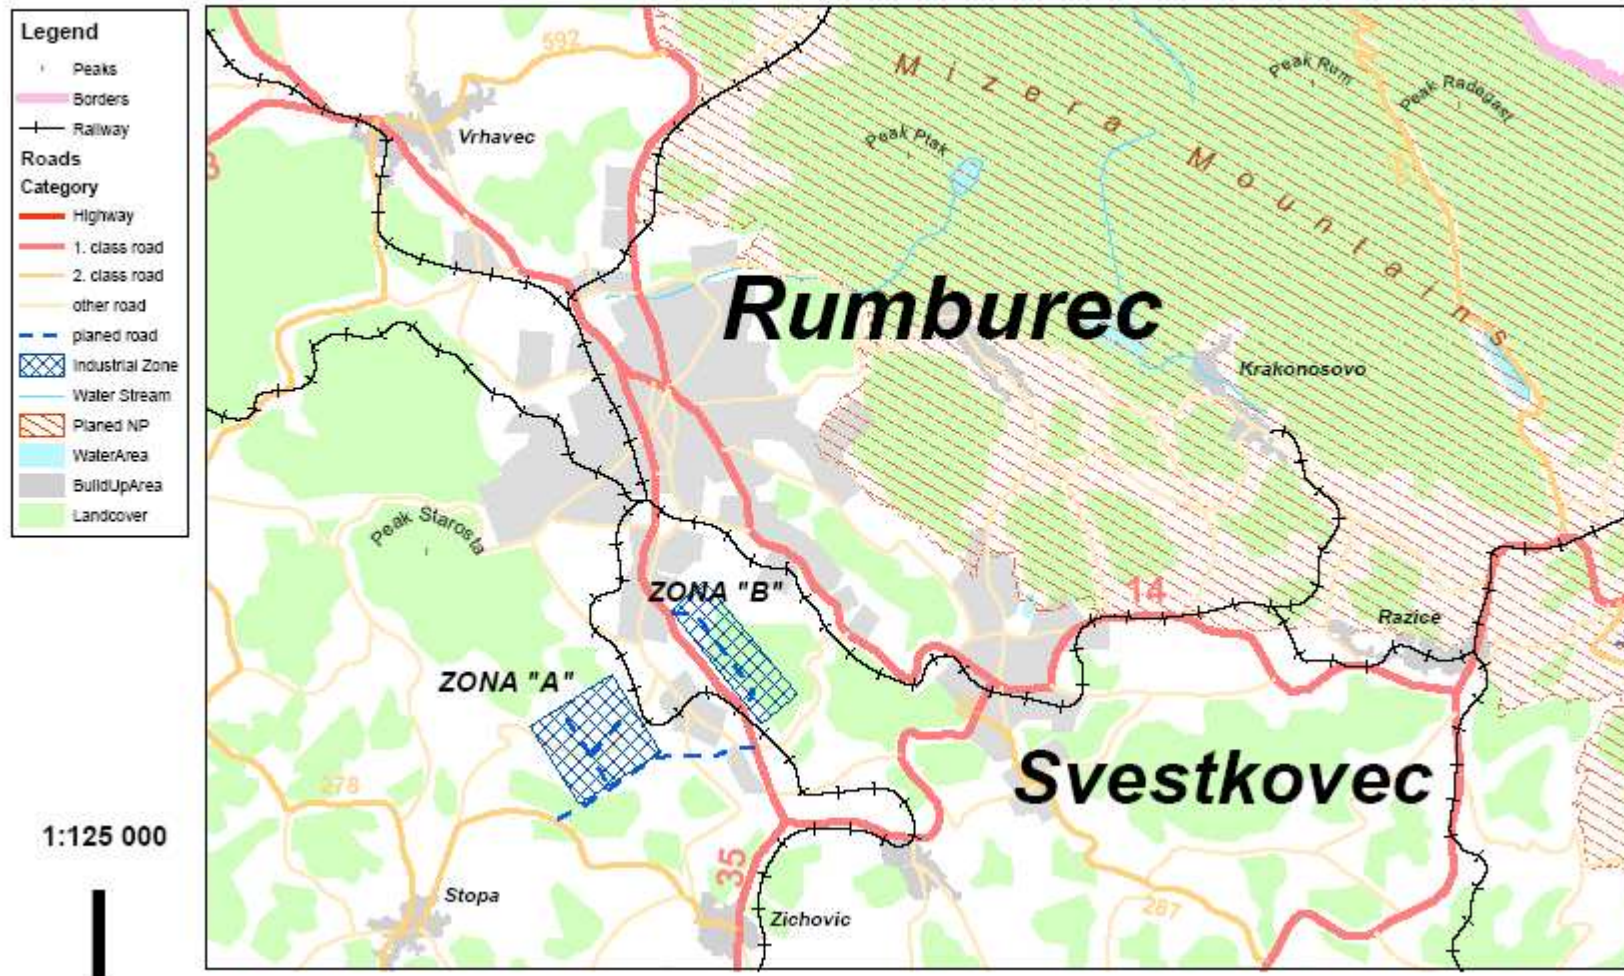 Legend
Peaks
Borders
Railway
Roads
Category
Highway
1. class road
2. class road
other road
planed road
Industrial Zone
Water Stream
Planed NP
WaterArea
BuildUpArea
Landcover
1:125 000
592
Vrhavec
Mizera Mountains
Peak Rum
Peak Radegast
Peak Ptak
Rumburec
Krakonosovo
Peak Starosta
ZONA "B"
14
Razice
ZONA "A"
Svestkovec
278
35
Stopa
Zichovic
287